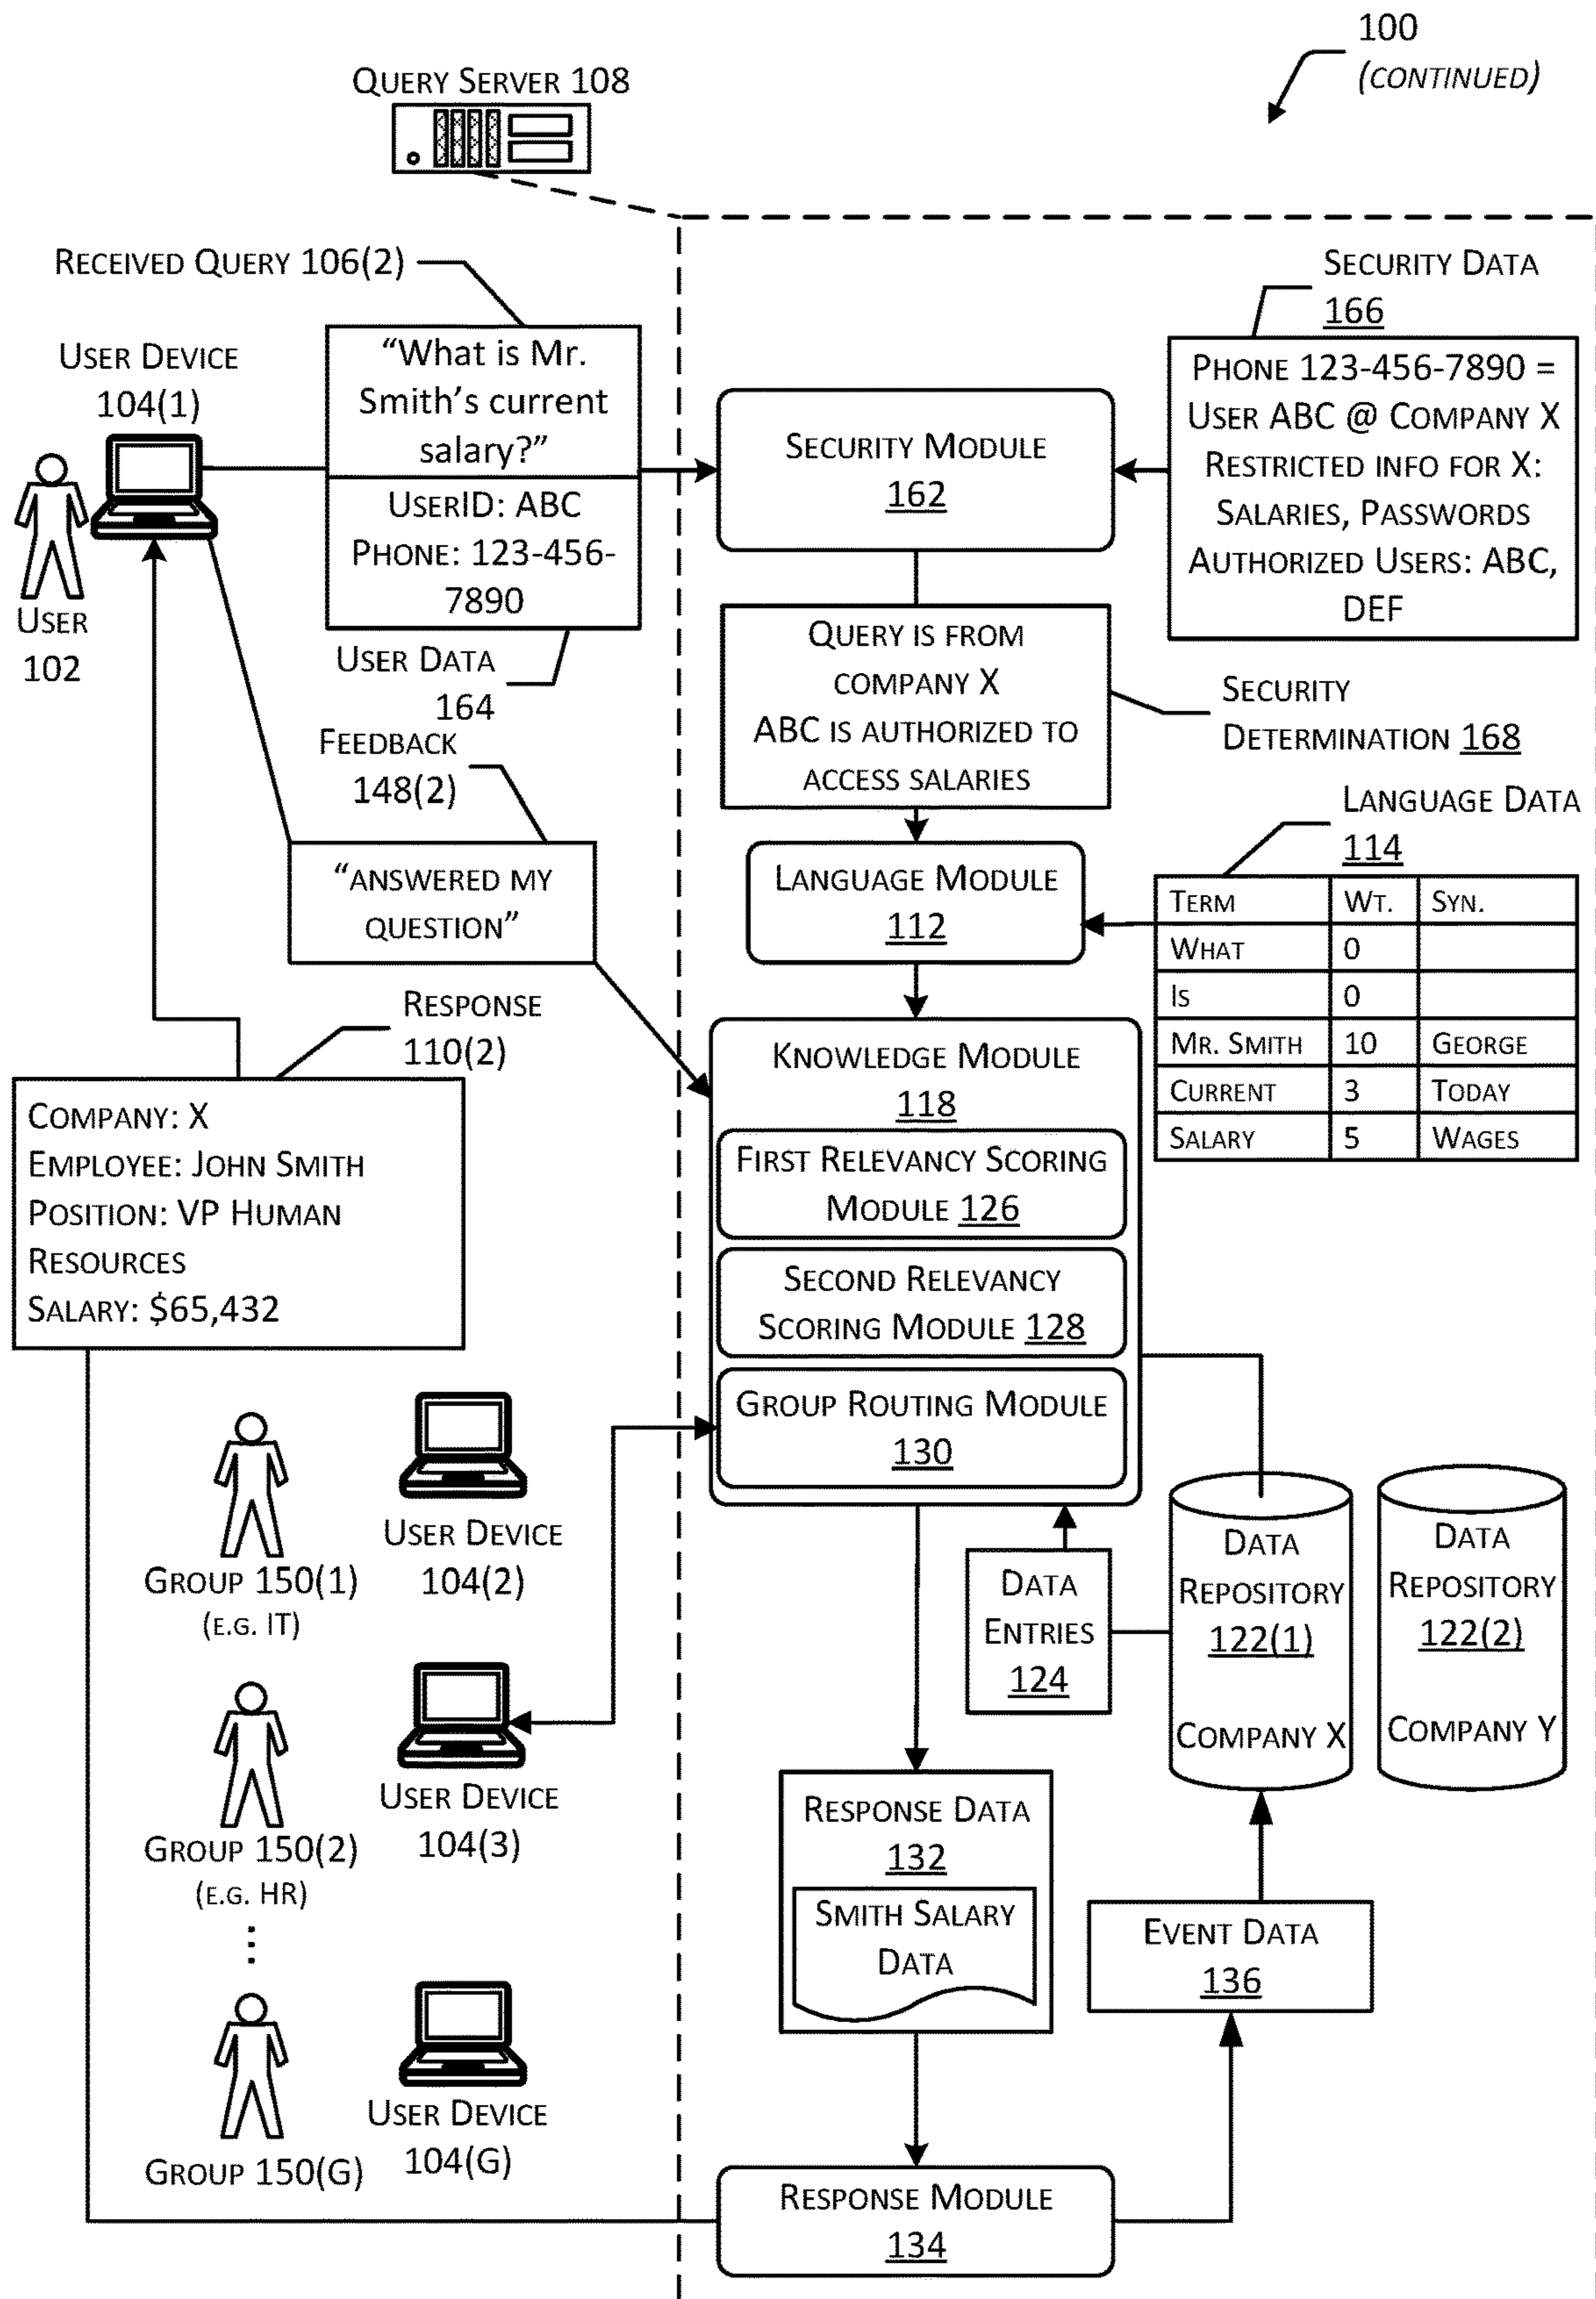 100
(CONTINUED)
QUERY SERVER 108
RECEIVED QUERY 106(2)
"What is Mr.
Smith's current
salary?"
USERID: ABC
PHONE: 123-456-
7890
USER DATA
164
USER DEVICE
104(1)
USER
102
SECURITY MODULE
162
SECURITY DATA
166
PHONE 123-456-7890 =
USER ABC @ COMPANY X
RESTRICTED INFO FOR X:
SALARIES, PASSWORDS
AUTHORIZED USERS: ABC,
DEF
QUERY IS FROM
COMPANY X
ABC IS AUTHORIZED TO
ACCESS SALARIES
SECURITY
DETERMINATION 168
FEEDBACK
148(2)
"ANSWERED MY
QUESTION"
LANGUAGE MODULE
112
LANGUAGE DATA
114
TERM WT. SYN.
WHAT 0
IS 0
MR. SMITH 10 GEORGE
CURRENT 3 TODAY
SALARY 5 WAGES
RESPONSE
110(2)
COMPANY: X
EMPLOYEE: JOHN SMITH
POSITION: VP HUMAN
RESOURCES
SALARY: $65,432
KNOWLEDGE MODULE
118
FIRST RELEVANCY SCORING
MODULE 126
SECOND RELEVANCY
SCORING MODULE 128
GROUP ROUTING MODULE
130
GROUP 150(1)
(E.G. IT)
USER DEVICE
104(2)
GROUP 150(2)
(E.G. HR)
USER DEVICE
104(3)
GROUP 150(G)
USER DEVICE
104(G)
DATA
ENTRIES
124
DATA
REPOSITORY
122(1)
COMPANY X
DATA
REPOSITORY
122(2)
COMPANY Y
RESPONSE DATA
132
SMITH SALARY
DATA
EVENT DATA
136
RESPONSE MODULE
134